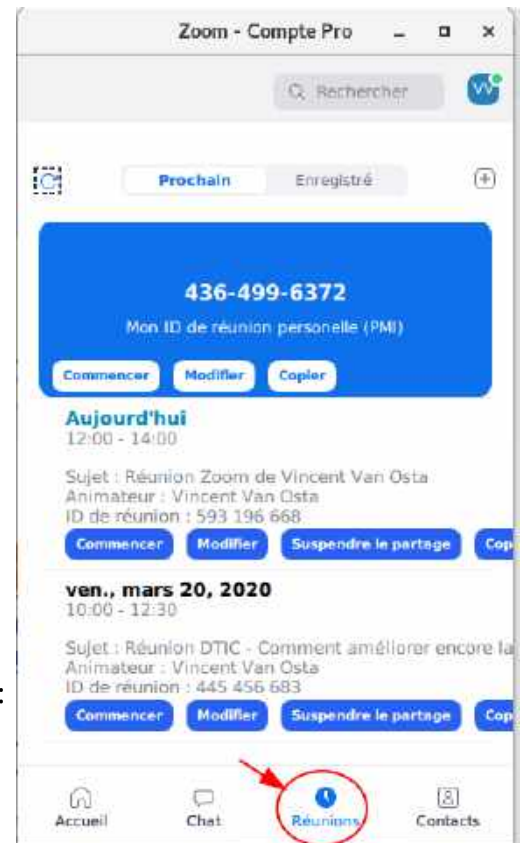 Zoom - Compte Pro
Rechercher
VV
Prochain Enregistré
436-499-6372
Mon ID de réunion personelle (PMI)
Commencer Modifier Copier
Aujourd'hui
12:00 - 14:00
Sujet : Réunion Zoom de Vincent Van Osta
Animateur : Vincent Van Osta
ID de réunion : 593 196 668
Commencer Modifier Suspendre le partage Cop
ven., mars 20, 2020
10:00 - 12:30
Sujet : Réunion DTIC - Comment améliorer encore la
Animateur : Vincent Van Osta
ID de réunion : 445 456 683
:
Commencer Modifier Suspendre le partage Cop
Accueil Chat Réunions Contacts